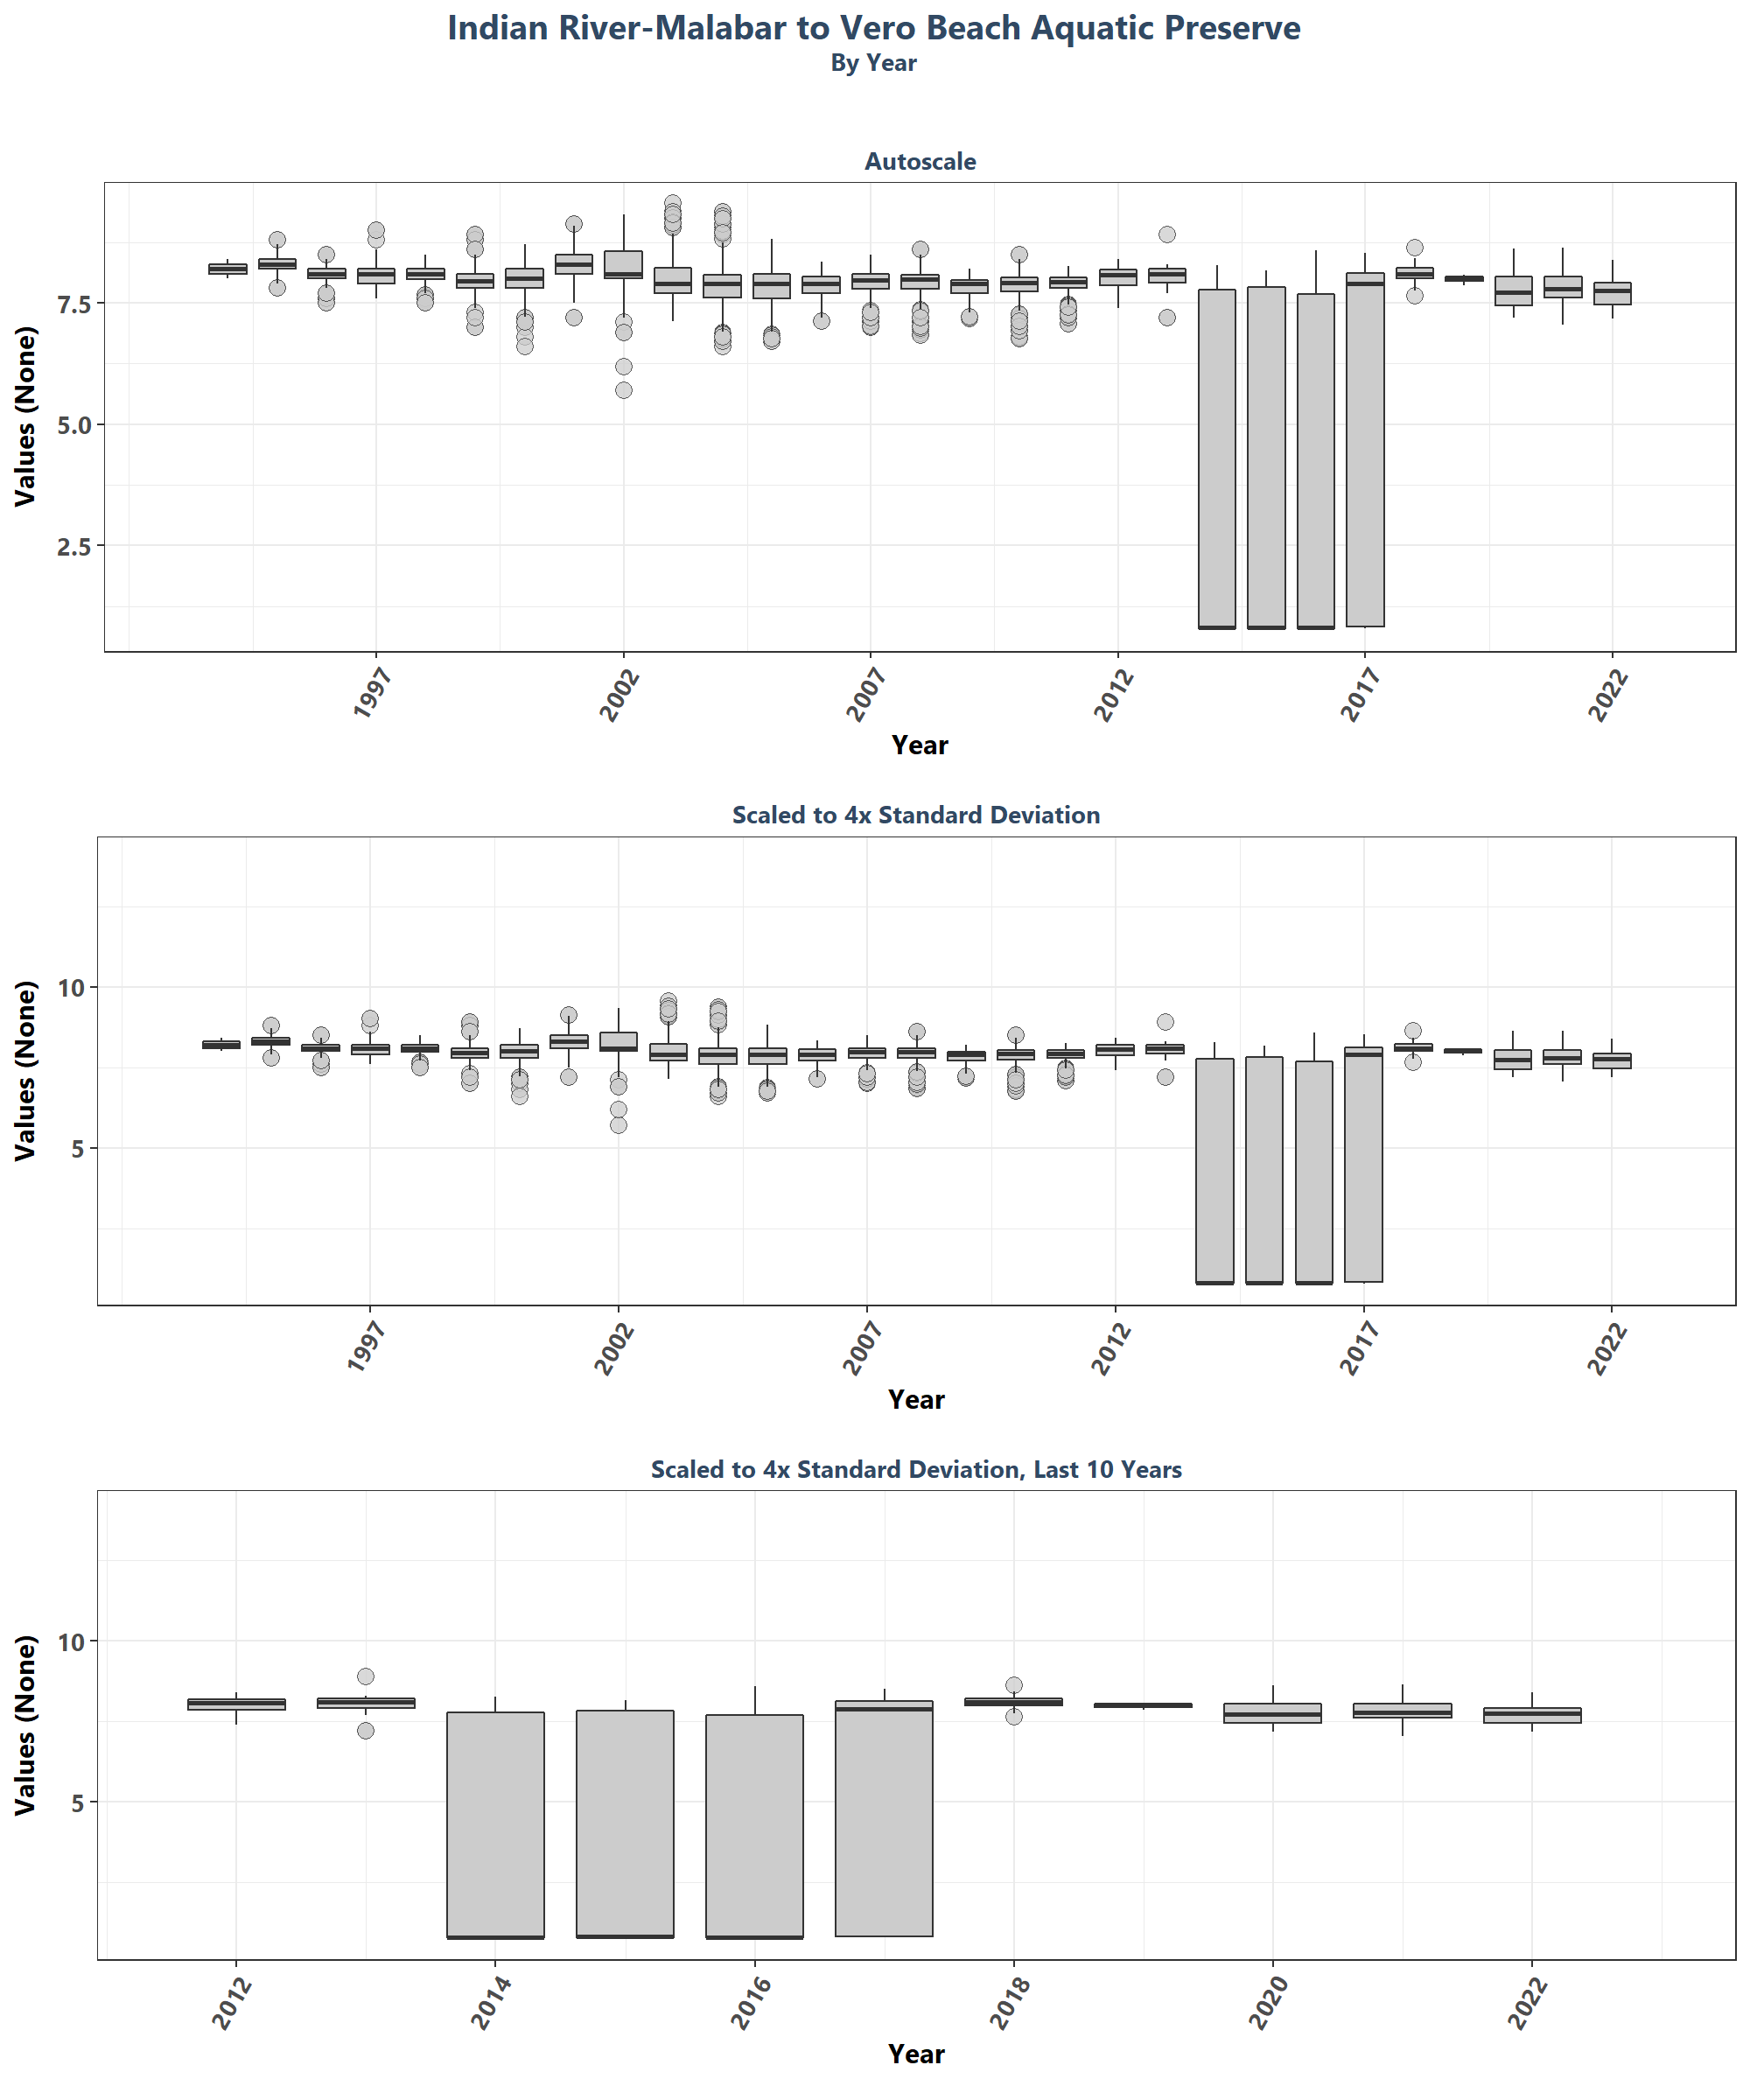 Indian River-Malabar to Vero Beach Aquatic Preserve
By Year
Autoscale
Values (None)
7.5
5.0
2.5
1997
2002
2007
2012
2017
2022
Year
Scaled to 4x Standard Deviation
Values (None)
10
5
1997
2002
2007
2012
2017
2022
Year
Scaled to 4x Standard Deviation, Last 10 Years
Values (None)
10
5
2012
2014
2016
2018
2020
2022
Year